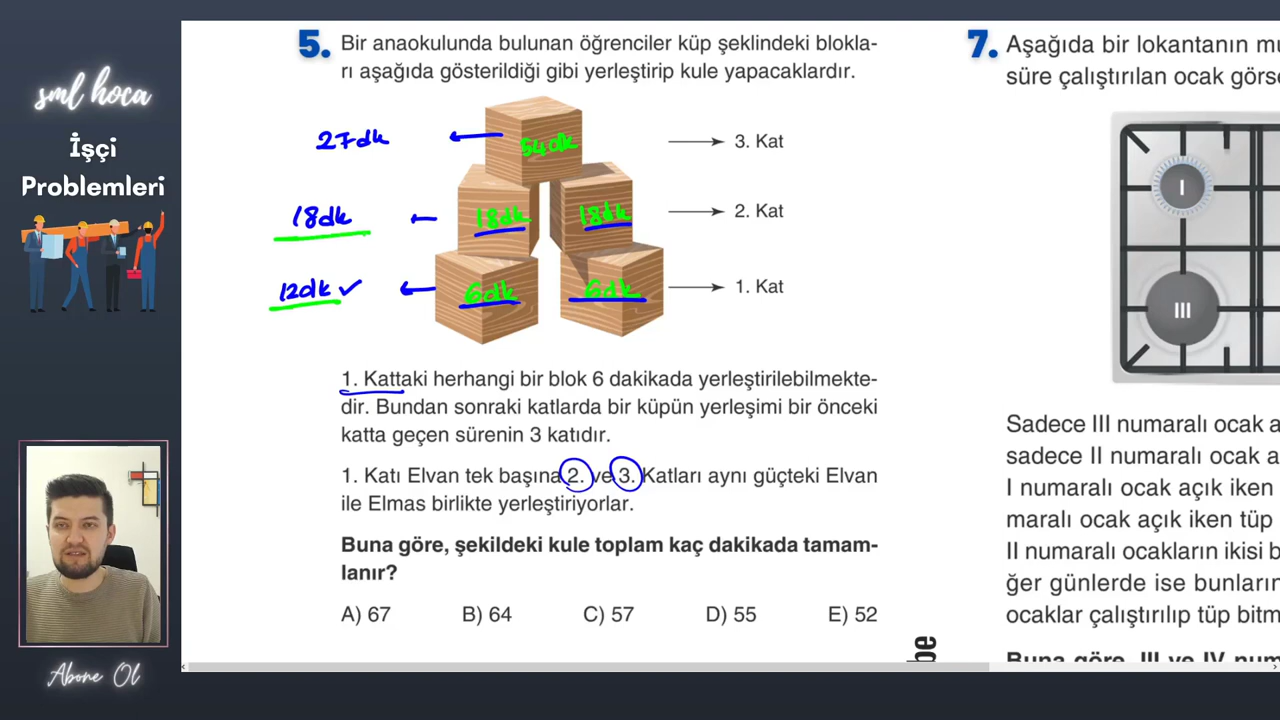 sml hoca
İşçi
Problemleri
Abone Ol
5. Bir anaokulunda bulunan öğrenciler küp şeklindeki blokla-
rı aşağıda gösterildiği gibi yerleştirip kule yapacaklardır.
27dk
54dk
3. Kat
18dk
18dk
18dk
2. Kat
12dk
6dk
6dk
1. Kat
1. Kattaki herhangi bir blok 6 dakikada yerleştirilebilmekte-
dir. Bundan sonraki katlarda bir küpün yerleşimi bir önceki
katta geçen sürenin 3 katıdır.
1. Katı Elvan tek başına 2. ve 3. Katları aynı güçteki Elvan
ile Elmas birlikte yerleştiriyorlar.
Buna göre, şekildeki kule toplam kaç dakikada tamam-
lanır?
A) 67 B) 64 C) 57 D) 55 E) 52
7. Aşağıda bir lokantanın
süre çalıştırılan ocak
I
III
Sadece III numaralı ocak
sadece II numaralı ocak
I numaralı ocak açık iken
maralı ocak açık iken tüp
II numaralı ocakların ikisi
ğer günlerde ise bunların
ocaklar çalıştırılıp tüp
Buna göre, III ve IV